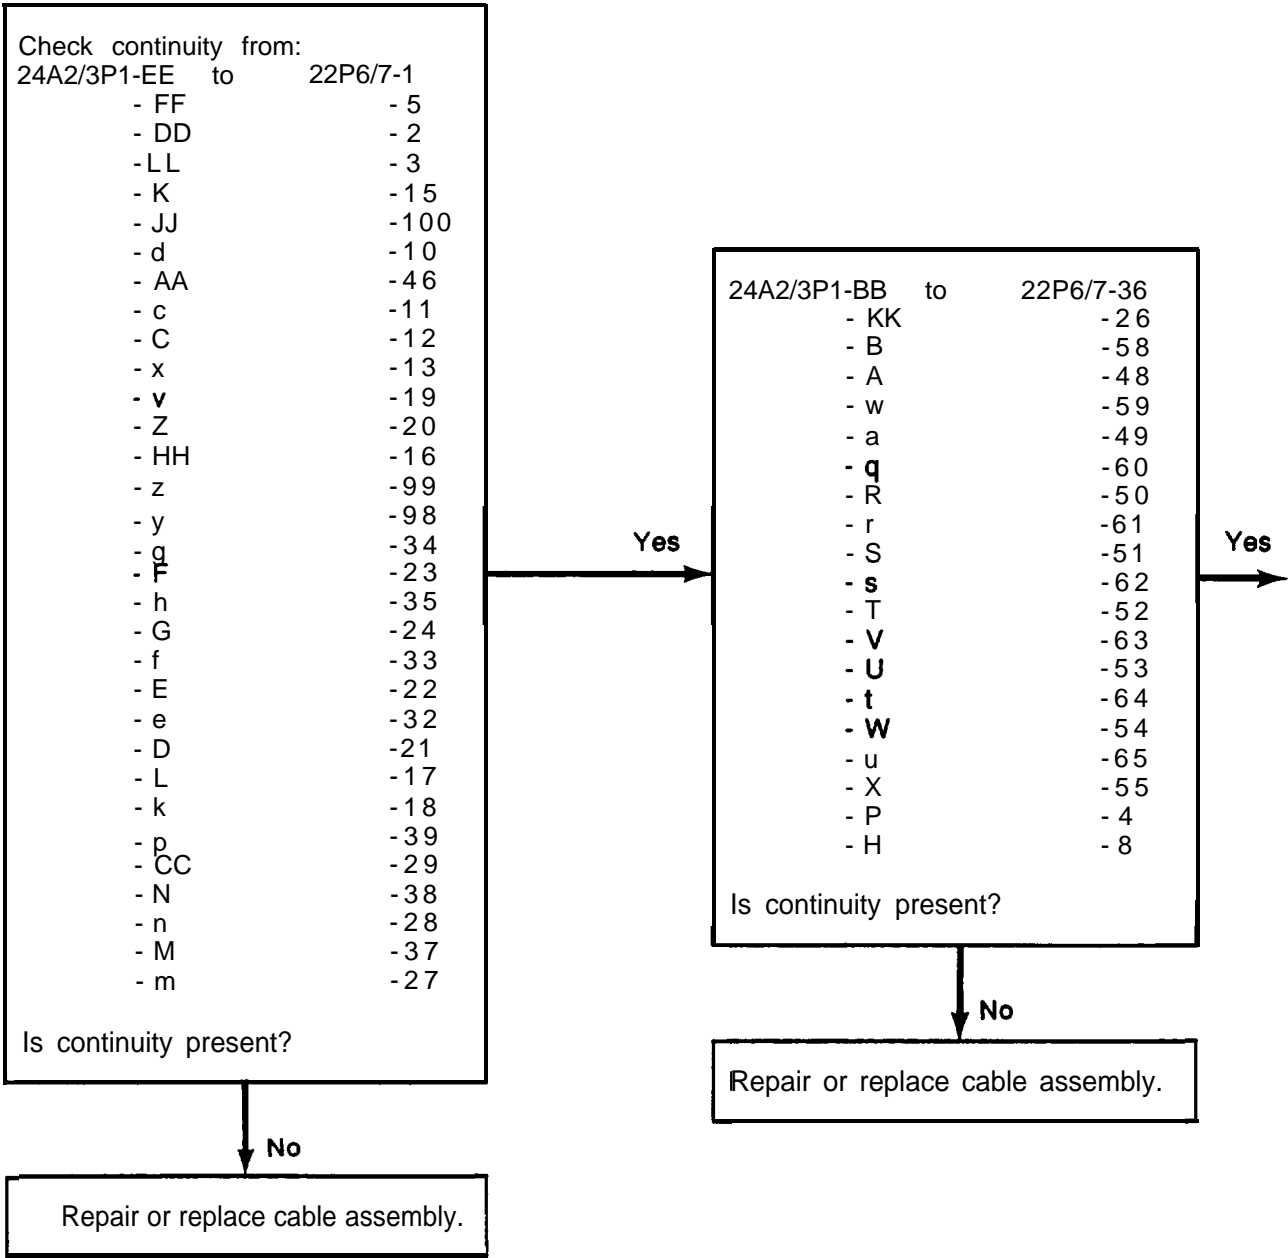 Check continuity from:
24A2/3P1-EE to 22P6/7-1
- FF - 5
- DD - 2
-LL - 3
- K -15
- JJ -100
- d -10
- AA -46
- c -11
- C -12
- x -13
- v -19
- Z -20
- HH -16
- z -99
- y -98
- g -34
- F -23
- h -35
- G -24
- f -33
- E -22
- e -32
- D -21
- L -17
- k -18
- p -39
- CC -29
- N -38
- n -28
- M -37
- m -27
Is continuity present?
No
Repair or replace cable assembly.
Yes
24A2/3P1-BB to 22P6/7-36
- KK -26
- B -58
- A -48
- w -59
- a -49
- q -60
- R -50
- r -61
- S -51
- s -62
- T -52
- V -63
- U -53
- t -64
- W -54
- u -65
- X -55
- P - 4
- H - 8
Is continuity present?
No
Repair or replace cable assembly.
Yes